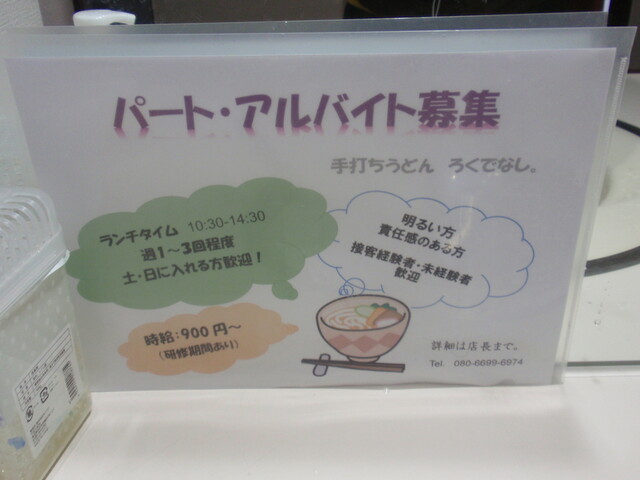 パート・アルバイト募集
手打ちうどん ろくでなし。
ランチタイム 10:30-14:30
週1～3回程度
土・日に入れる方歓迎！
明るい方
責任感のある方
接客経験者・未経験者
歓迎
時給：900円～
（研修期間あり）
詳細は店長まで。
Tel 080-6699-6974